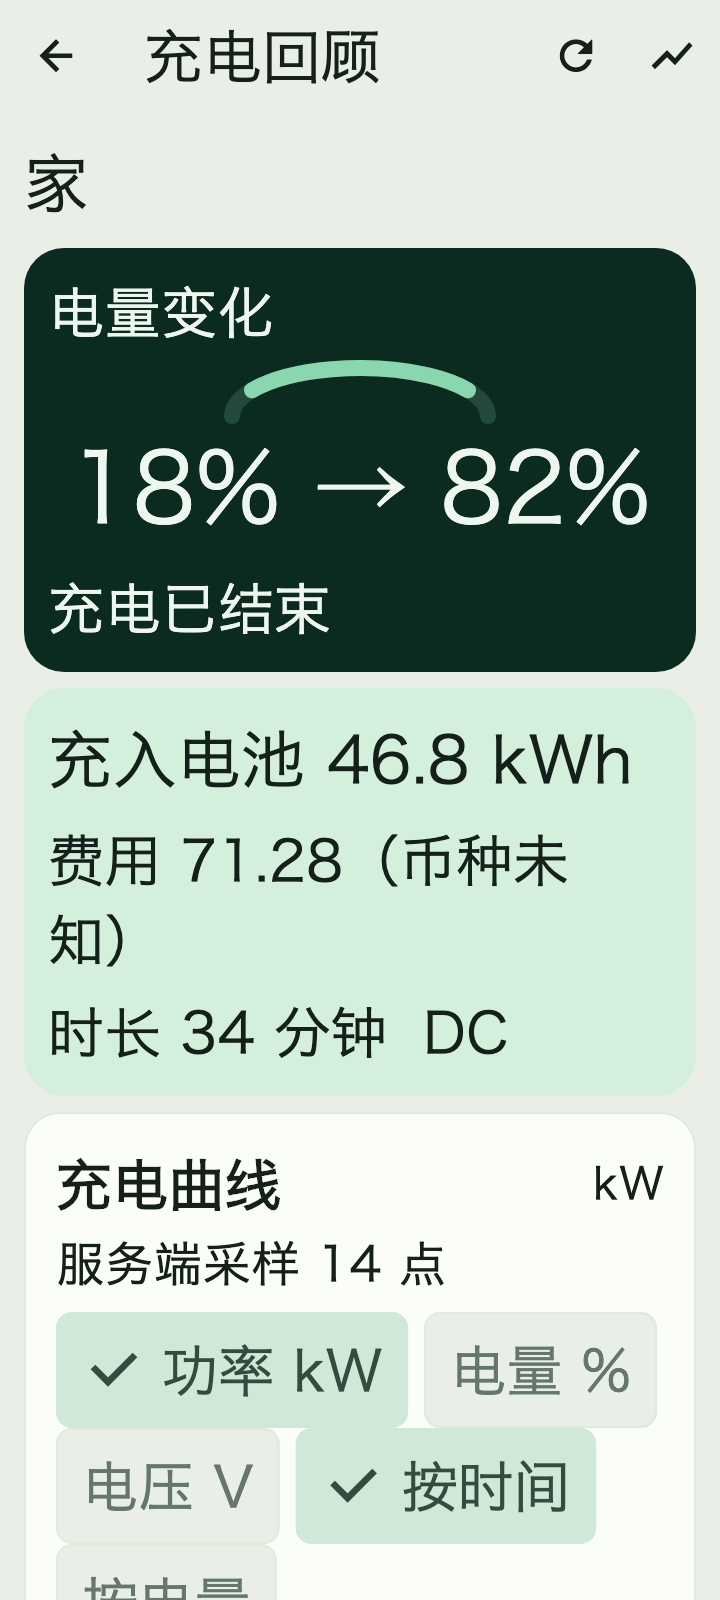 充电回顾
家
电量变化
18% → 82%
充电已结束
充入电池 46.8 kWh
费用 71.28（币种未
知）
时长 34 分钟 DC
充电曲线 kW
服务端采样 14 点
功率 kW 电量 %
电压 V 按时间
按电量